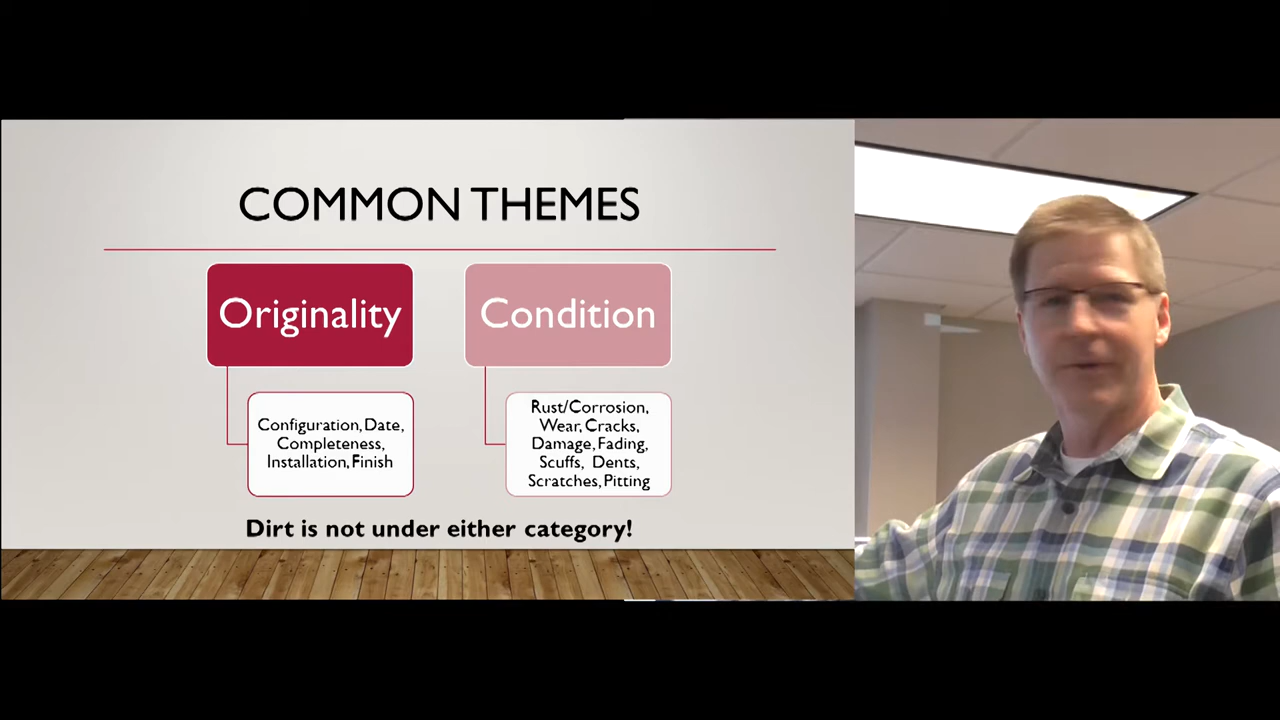 COMMON THEMES
Originality
Configuration, Date,
Completeness,
Installation, Finish
Condition
Rust/Corrosion,
Wear, Cracks,
Damage, Fading,
Scuffs, Dents,
Scratches, Pitting
Dirt is not under either category!